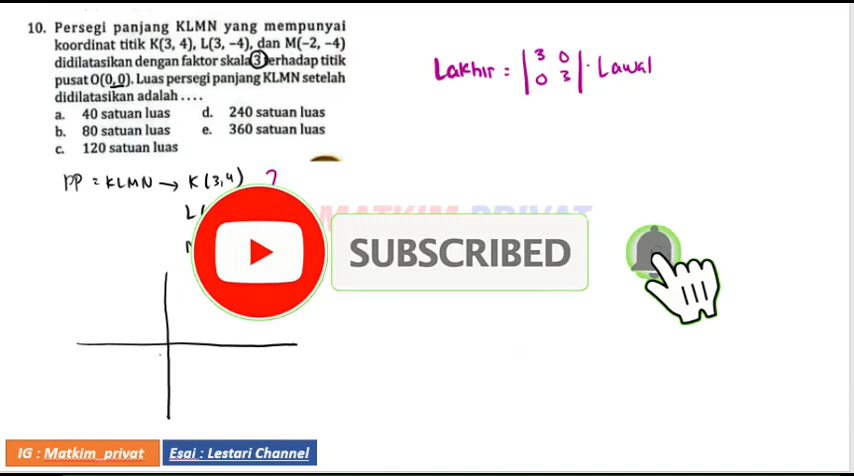 10. Persegi panjang KLMN yang mempunyai
koordinat titik K(3, 4), L(3, −4), dan M(−2, −4)
didilatasikan dengan faktor skala 3 terhadap titik
pusat O(0, 0). Luas persegi panjang KLMN setelah
didilatasikan adalah . . . .
a. 40 satuan luas d. 240 satuan luas
b. 80 satuan luas e. 360 satuan luas
c. 120 satuan luas
Lakhir = | 3 0 | · Lawal
| 0 3 |
PP = KLMN → K (3,4)
L(
MATKIM PRIVAT
SUBSCRIBED
IG : Matkim_privat Esai : Lestari Channel